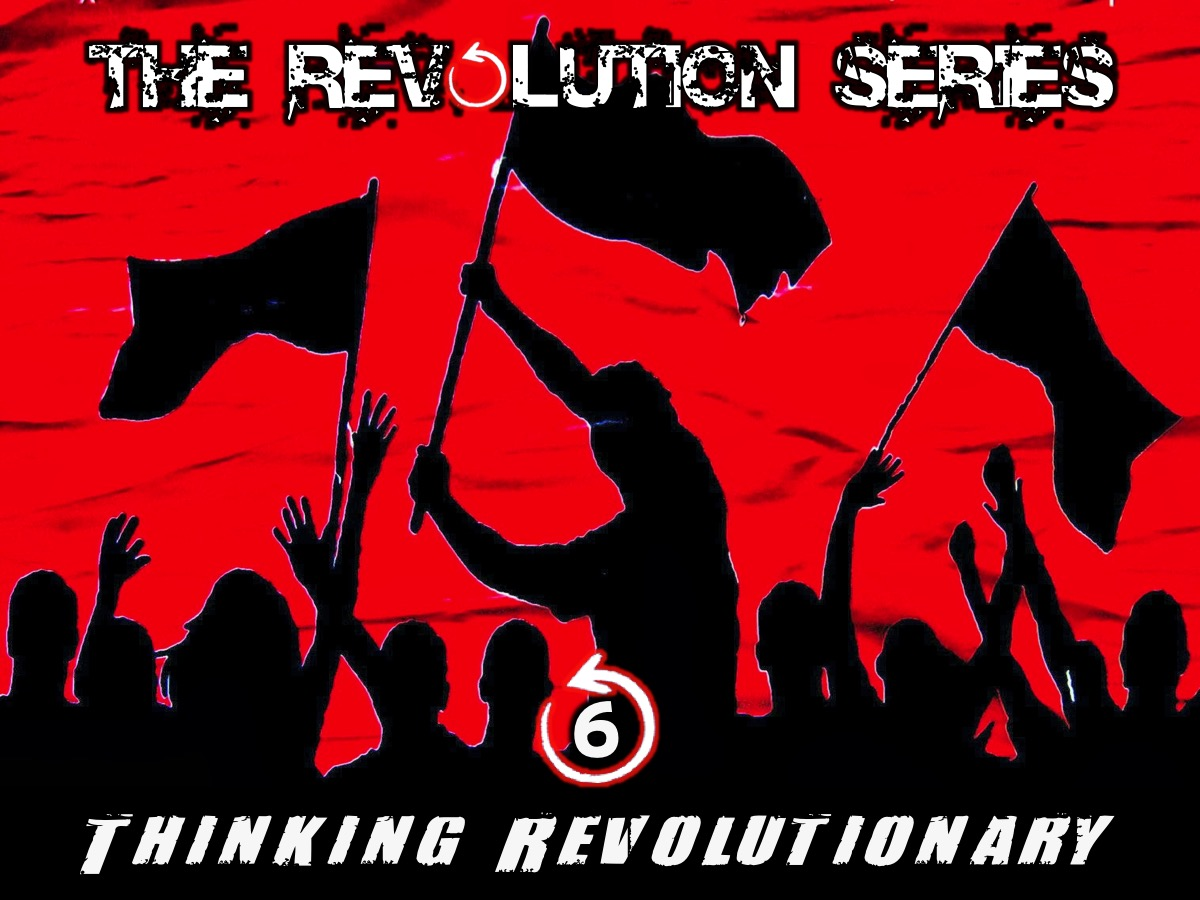 THE REVOLUTION SERIES
6
THINKING REVOLUTIONARY